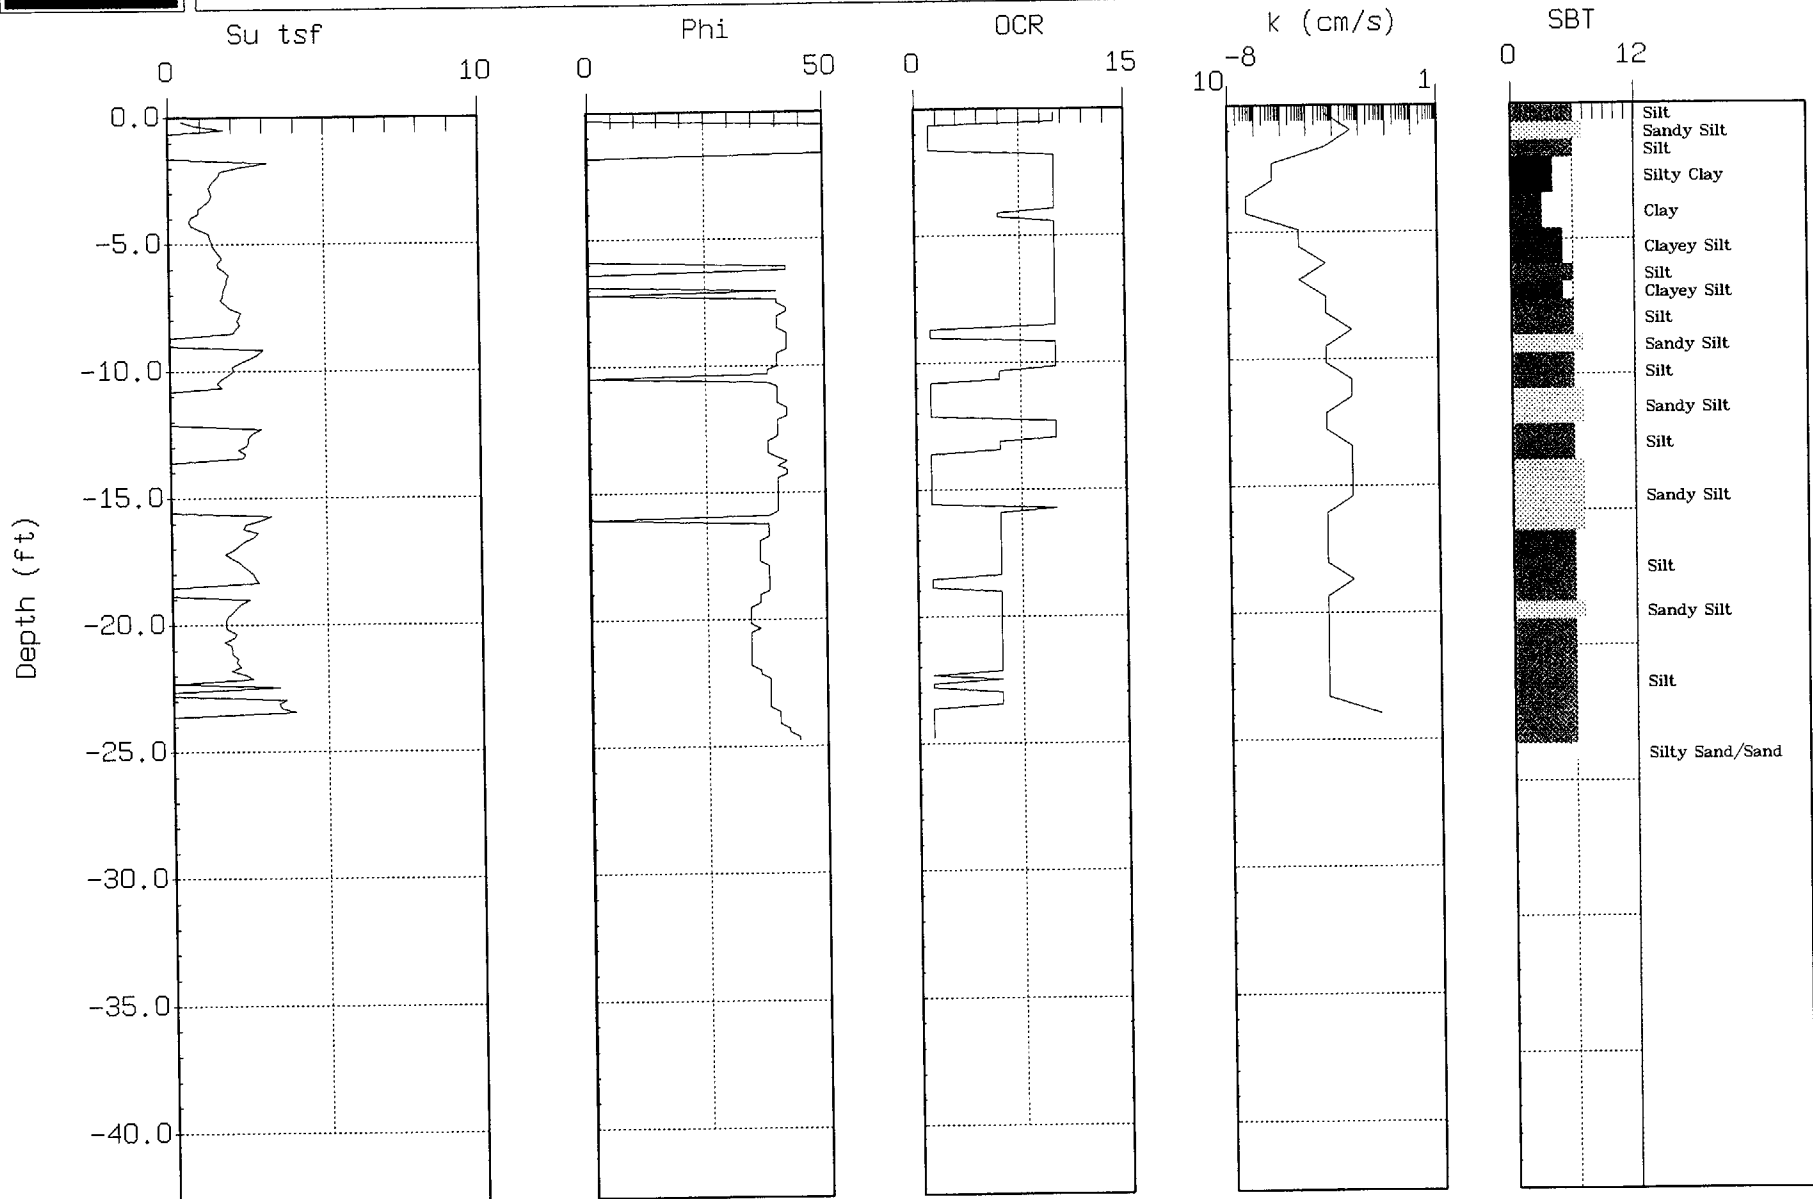 Su tsf
Phi
OCR
k (cm/s)
SBT
0 10
0 50
0 15
10^-8 1
0 12
0.0
-5.0
-10.0
-15.0
-20.0
-25.0
-30.0
-35.0
-40.0
Depth (ft)
Silt
Sandy Silt
Silt
Silty Clay
Clay
Clayey Silt
Silt
Clayey Silt
Silt
Sandy Silt
Silt
Sandy Silt
Silt
Sandy Silt
Silt
Sandy Silt
Silt
Silty Sand/Sand